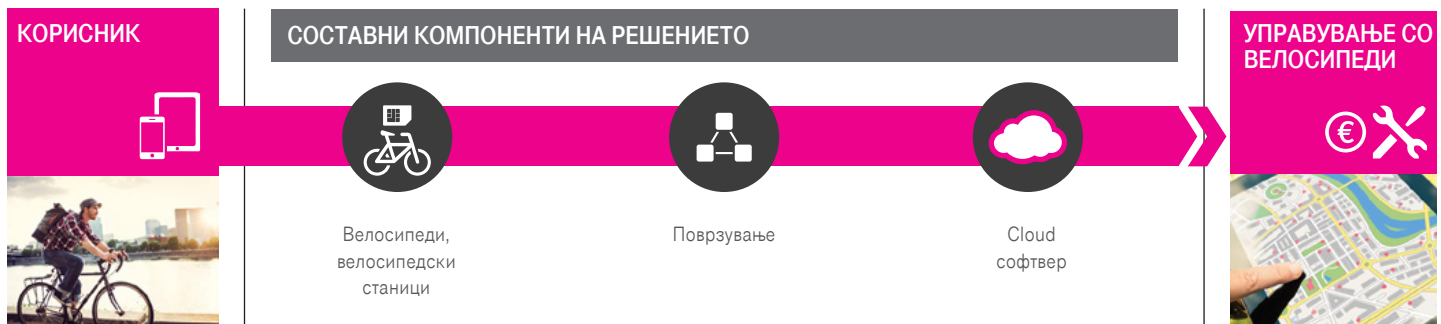 КОРИСНИК
СОСТАВНИ КОМПОНЕНТИ НА РЕШЕНИЕТО
УПРАВУВАЊЕ СО
ВЕЛОСИПЕДИ
€
Велосипеди,
велосипедски
станици
Поврзување
Cloud
софтвер